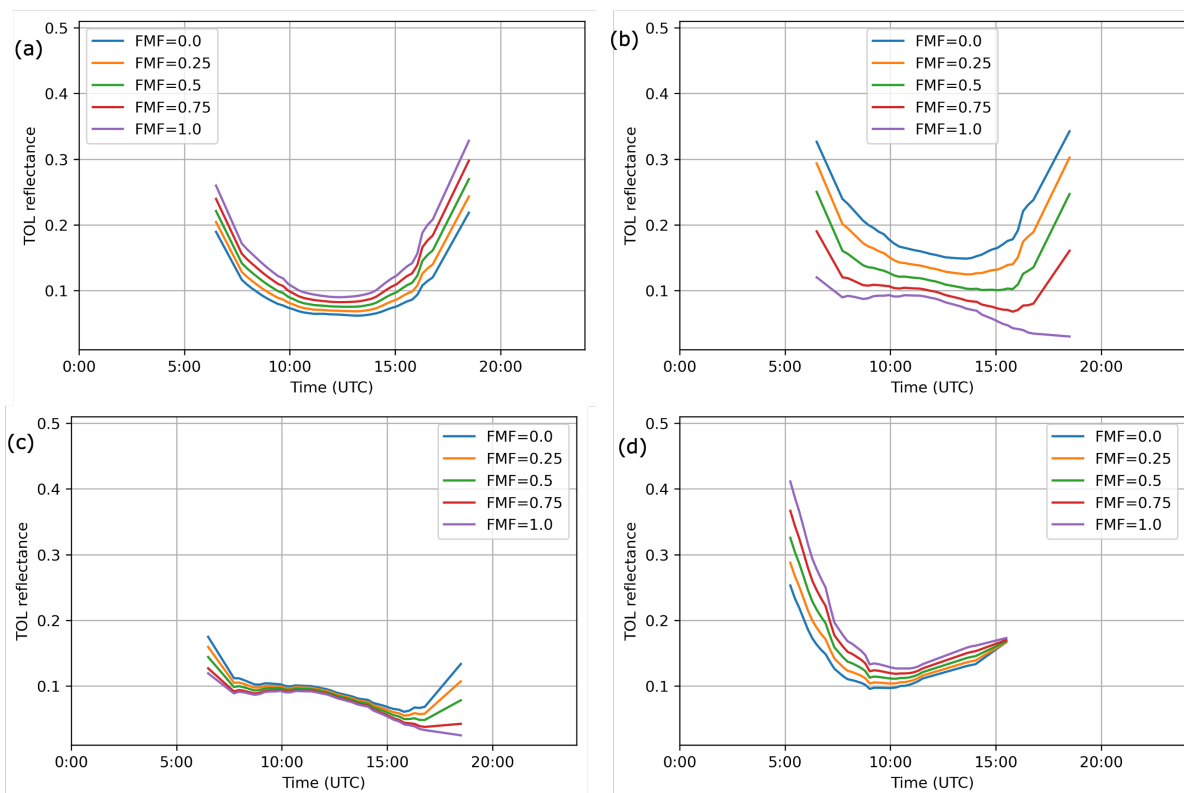 (a)
TOL reflectance
0.5
0.4
0.3
0.2
0.1
FMF=0.0
FMF=0.25
FMF=0.5
FMF=0.75
FMF=1.0
0:00 5:00 10:00 15:00 20:00
Time (UTC)
(b)
TOL reflectance
0.5
0.4
0.3
0.2
0.1
FMF=0.0
FMF=0.25
FMF=0.5
FMF=0.75
FMF=1.0
0:00 5:00 10:00 15:00 20:00
Time (UTC)
(c)
TOL reflectance
0.5
0.4
0.3
0.2
0.1
FMF=0.0
FMF=0.25
FMF=0.5
FMF=0.75
FMF=1.0
0:00 5:00 10:00 15:00 20:00
Time (UTC)
(d)
TOL reflectance
0.5
0.4
0.3
0.2
0.1
FMF=0.0
FMF=0.25
FMF=0.5
FMF=0.75
FMF=1.0
0:00 5:00 10:00 15:00 20:00
Time (UTC)